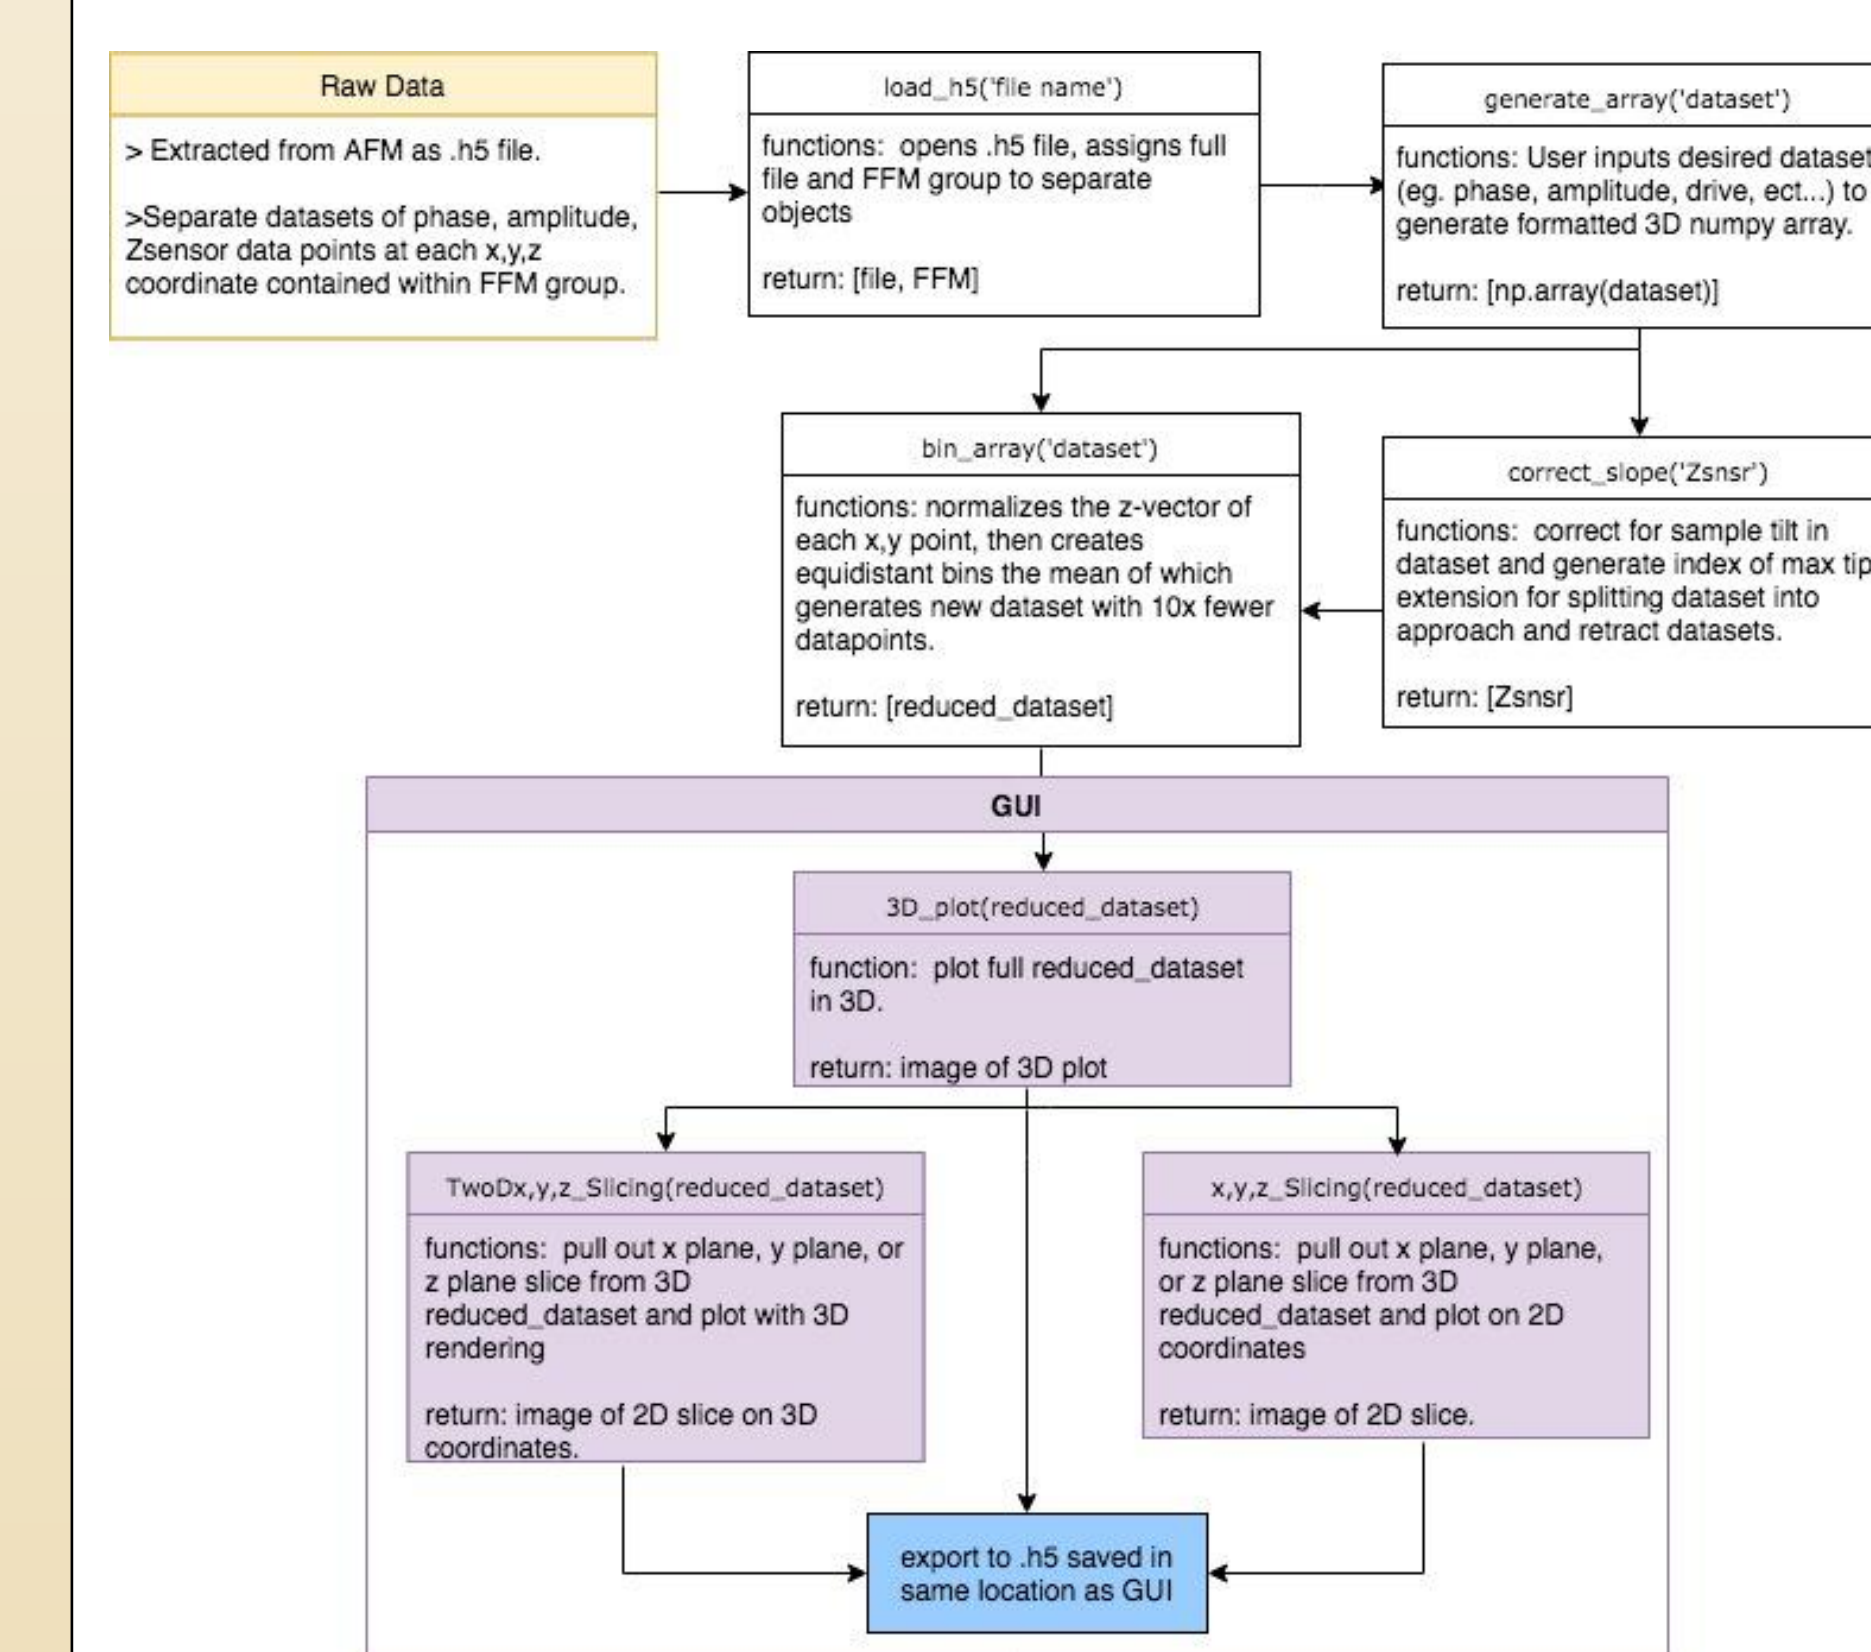 Raw Data
> Extracted from AFM as .h5 file.
>Separate datasets of phase, amplitude,
Zsensor data points at each x,y,z
coordinate contained within FFM group.
load_h5('file name')
functions:  opens .h5 file, assigns full
file and FFM group to separate
objects
return: [file, FFM]
generate_array('dataset')
functions: User inputs desired dataset
(eg. phase, amplitude, drive, ect...) to
generate formatted 3D numpy array.
return: [np.array(dataset)]
bin_array('dataset')
functions: normalizes the z-vector of
each x,y point, then creates
equidistant bins the mean of which
generates new dataset with 10x fewer
datapoints.
return: [reduced_dataset]
correct_slope('Zsnsr')
functions:  correct for sample tilt in
dataset and generate index of max tip
extension for splitting dataset into
approach and retract datasets.
return: [Zsnsr]
GUI
3D_plot(reduced_dataset)
function:  plot full reduced_dataset
in 3D.
return: image of 3D plot
TwoDx,y,z_Slicing(reduced_dataset)
functions:  pull out x plane, y plane, or
z plane slice from 3D
reduced_dataset and plot with 3D
rendering
return: image of 2D slice on 3D
coordinates.
x,y,z_Slicing(reduced_dataset)
functions:  pull out x plane, y plane,
or z plane slice from 3D
reduced_dataset and plot on 2D
coordinates
return: image of 2D slice.
export to .h5 saved in
same location as GUI